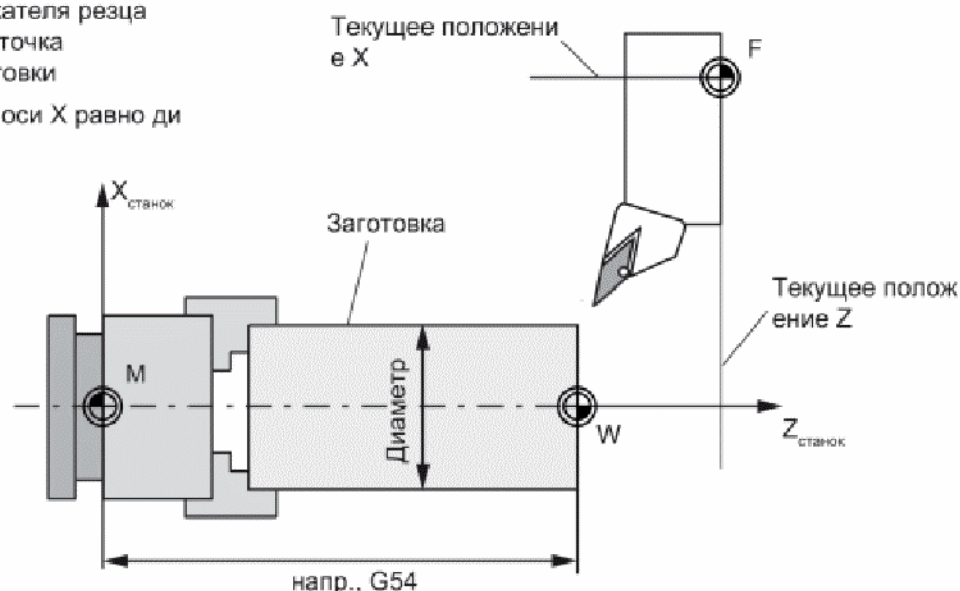 кателя резца
точка
товки
оси X равно ди
Текущее положени
е X
F
Xстанок
Заготовка
Текущее полож
ение Z
M
Диаметр
W
Zстанок
напр., G54